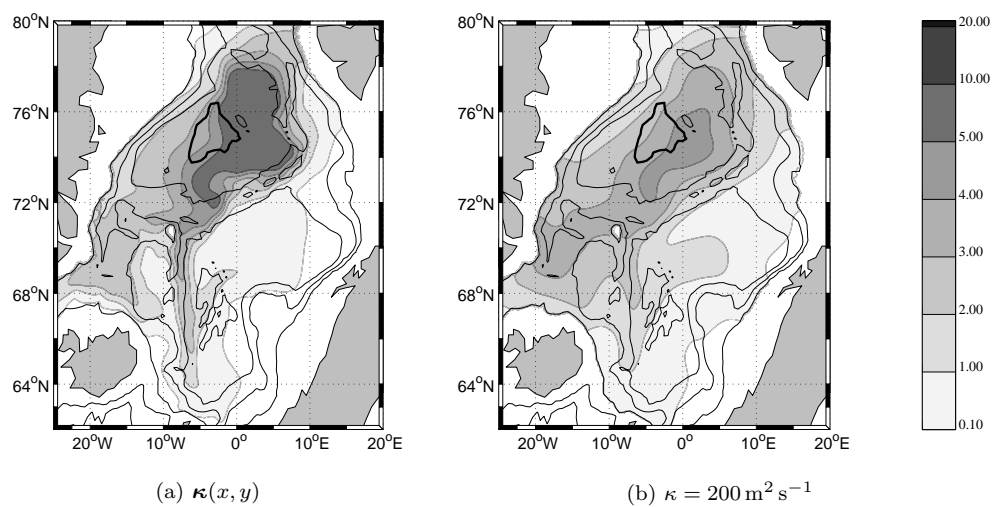 80°N
76°N
72°N
68°N
64°N
20°W
10°W
0°
10°E
20°E
(a) κ(x, y)
80°N
76°N
72°N
68°N
64°N
20°W
10°W
0°
10°E
20°E
(b) κ = 200 m² s⁻¹
20.00
10.00
5.00
4.00
3.00
2.00
1.00
0.10